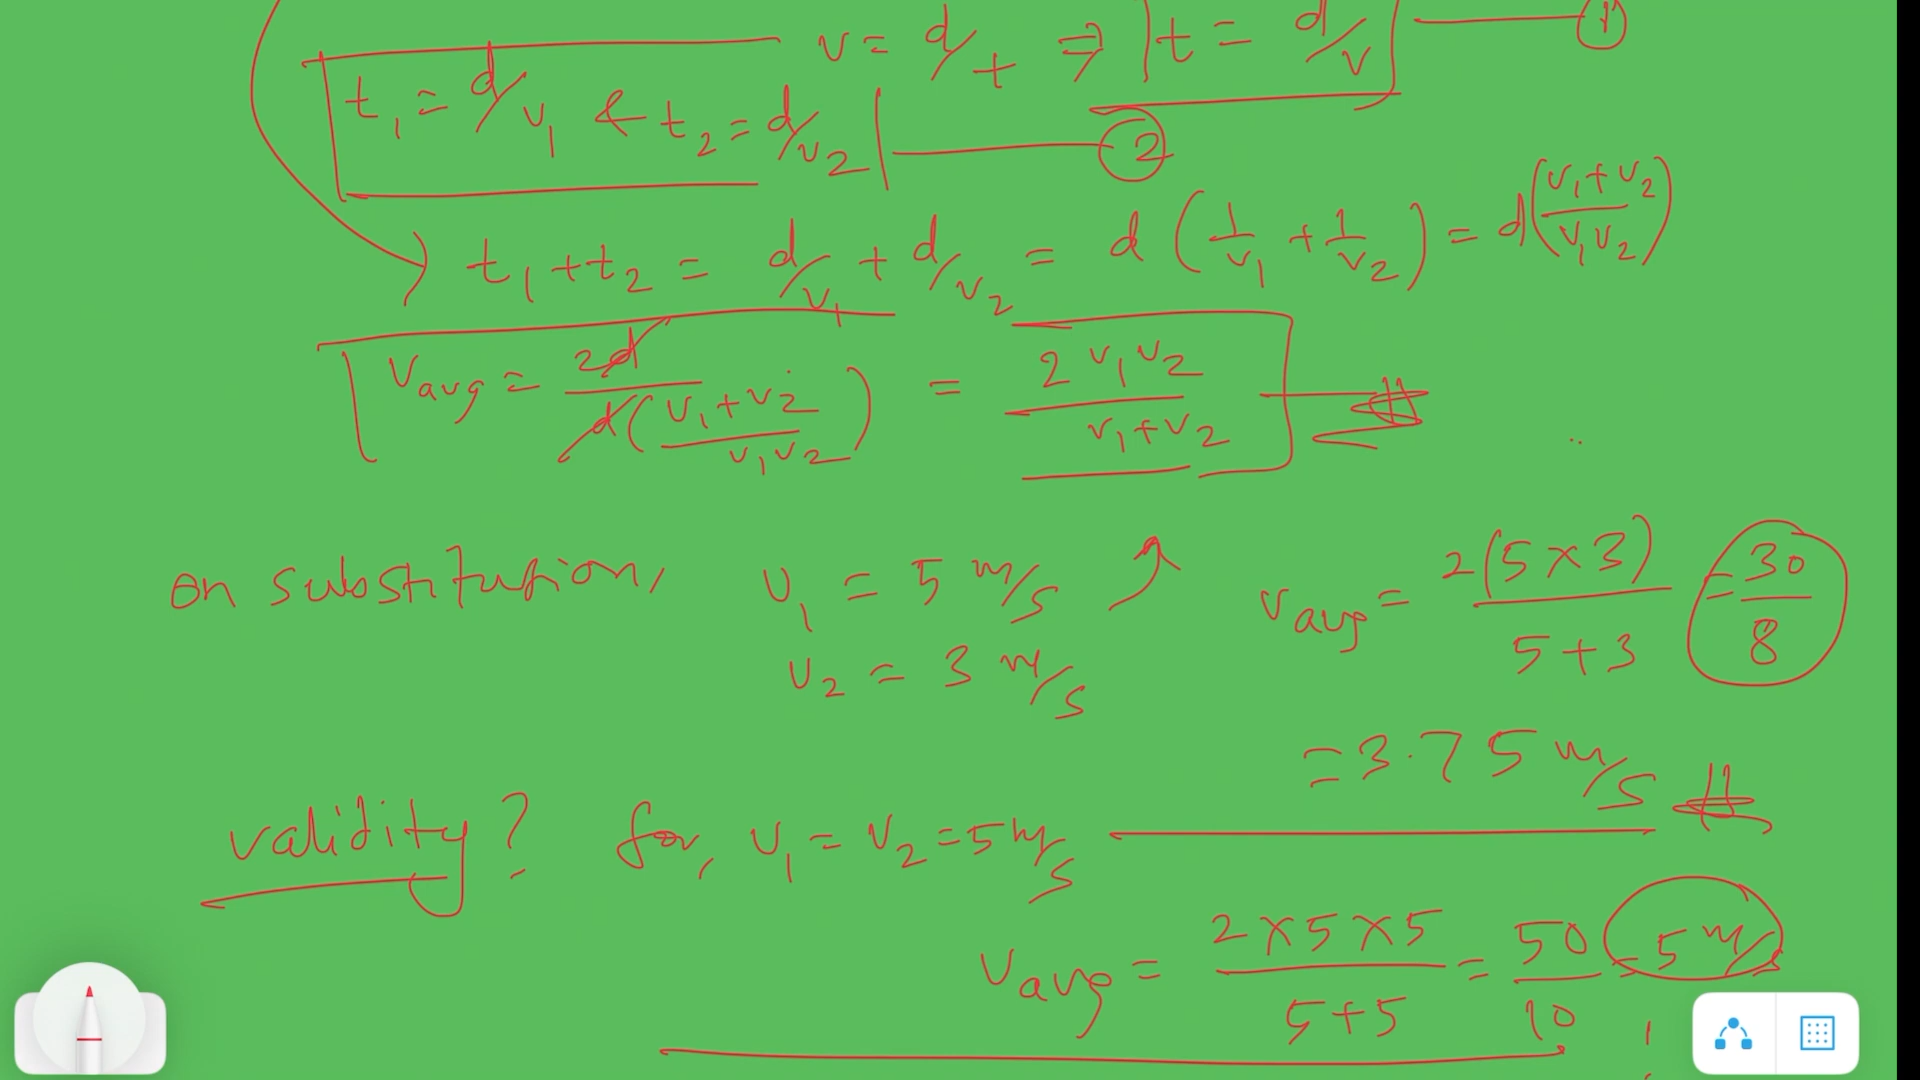 v = d/t ⇒ t = d/v ①
t₁ = d/v₁ & t₂ = d/v₂ ②
t₁ + t₂ = d/v₁ + d/v₂ = d (1/v₁ + 1/v₂) = d((v₁+v₂)/(v₁v₂))
Vavg = 2d / d((v₁+v₂)/(v₁v₂)) = 2v₁v₂/(v₁+v₂)
on substitution, v₁ = 5 m/s
v₂ = 3 m/s
vavg = 2(5×3)/(5+3) = 30/8
= 3.75 m/s
validity? for, v₁ = v₂ = 5 m/s
Vavg = (2×5×5)/(5+5) = 50/10 = 5 m/s